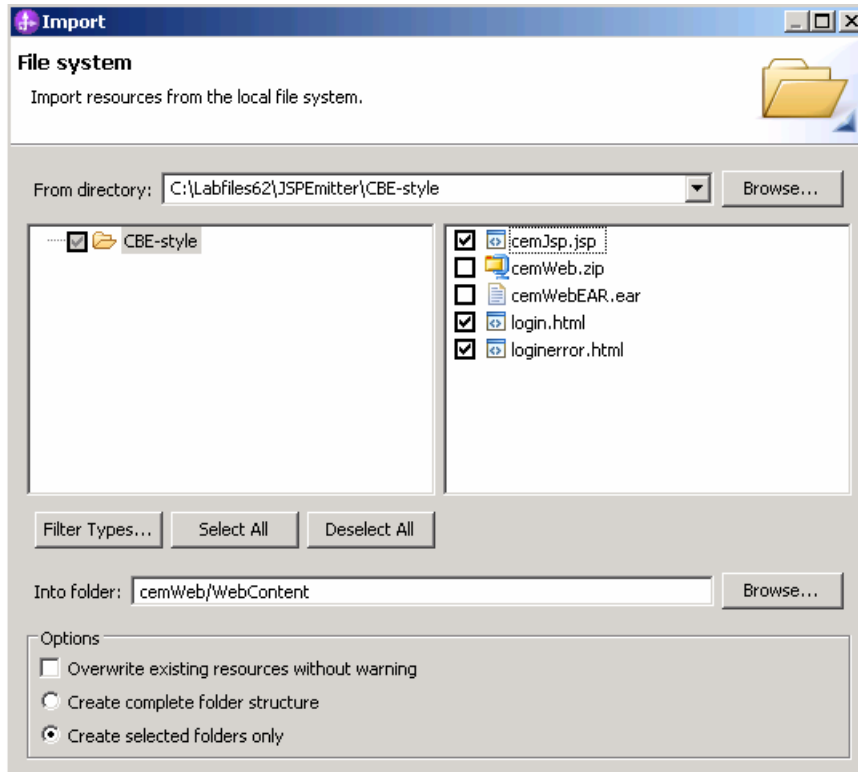 Import
File system
Import resources from the local file system.
From directory: C:\Labfiles62\JSPEmitter\CBE-style Browse...
CBE-style
cemJsp.jsp
cemWeb.zip
cemWebEAR.ear
login.html
loginerror.html
Filter Types... Select All Deselect All
Into folder: cemWeb/WebContent Browse...
Options
Overwrite existing resources without warning
Create complete folder structure
Create selected folders only